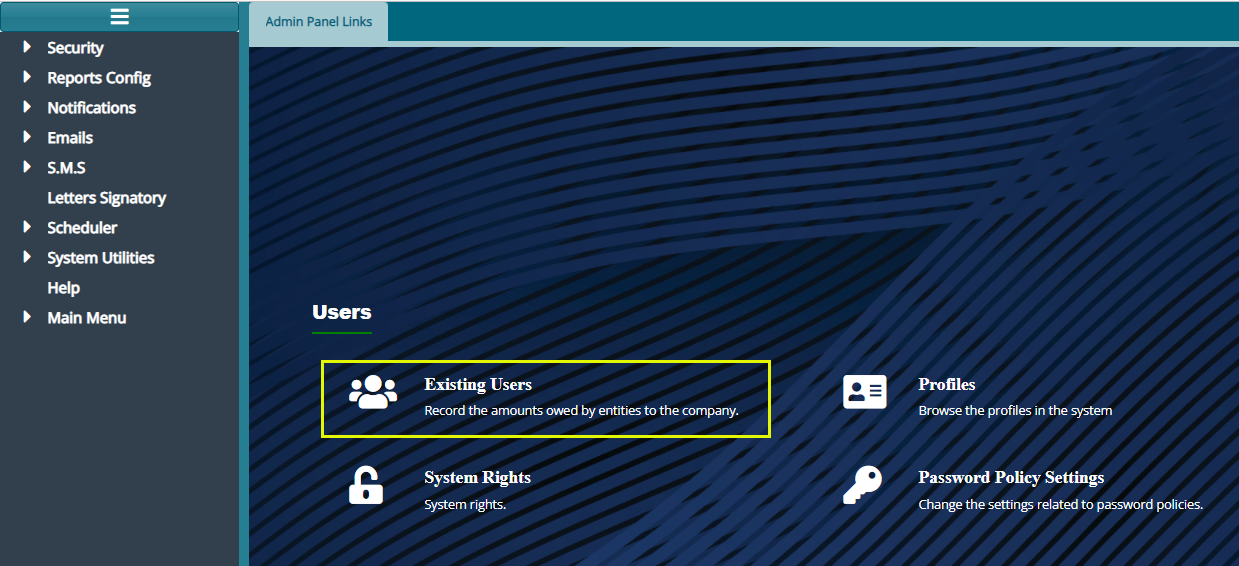 Admin Panel Links
Security
Reports Config
Notifications
Emails
S.M.S
Letters Signatory
Scheduler
System Utilities
Help
Main Menu
Users
Existing Users
Record the amounts owed by entities to the company.
Profiles
Browse the profiles in the system
System Rights
System rights.
Password Policy Settings
Change the settings related to password policies.